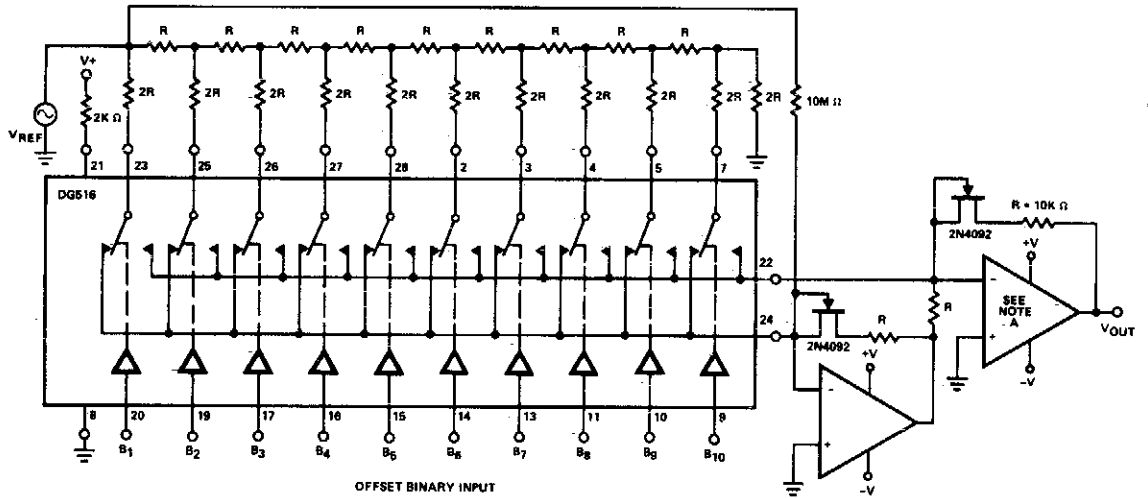 R R R R R R R R R
V+
2R 2R 2R 2R 2R 2R 2R 2R 2R 2R 2R
10M Ω
2K Ω
VREF
21 23 25 26 27 28 2 3 4 5 7
DG516
22
24
2N4092
R = 10K Ω
+V
SEE
NOTE
A
VOUT
−V
R
2N4092
R
+V
−V
8 20 19 17 16 15 14 13 11 10 9
B1 B2 B3 B4 B5 B6 B7 B8 B9 B10
OFFSET BINARY INPUT